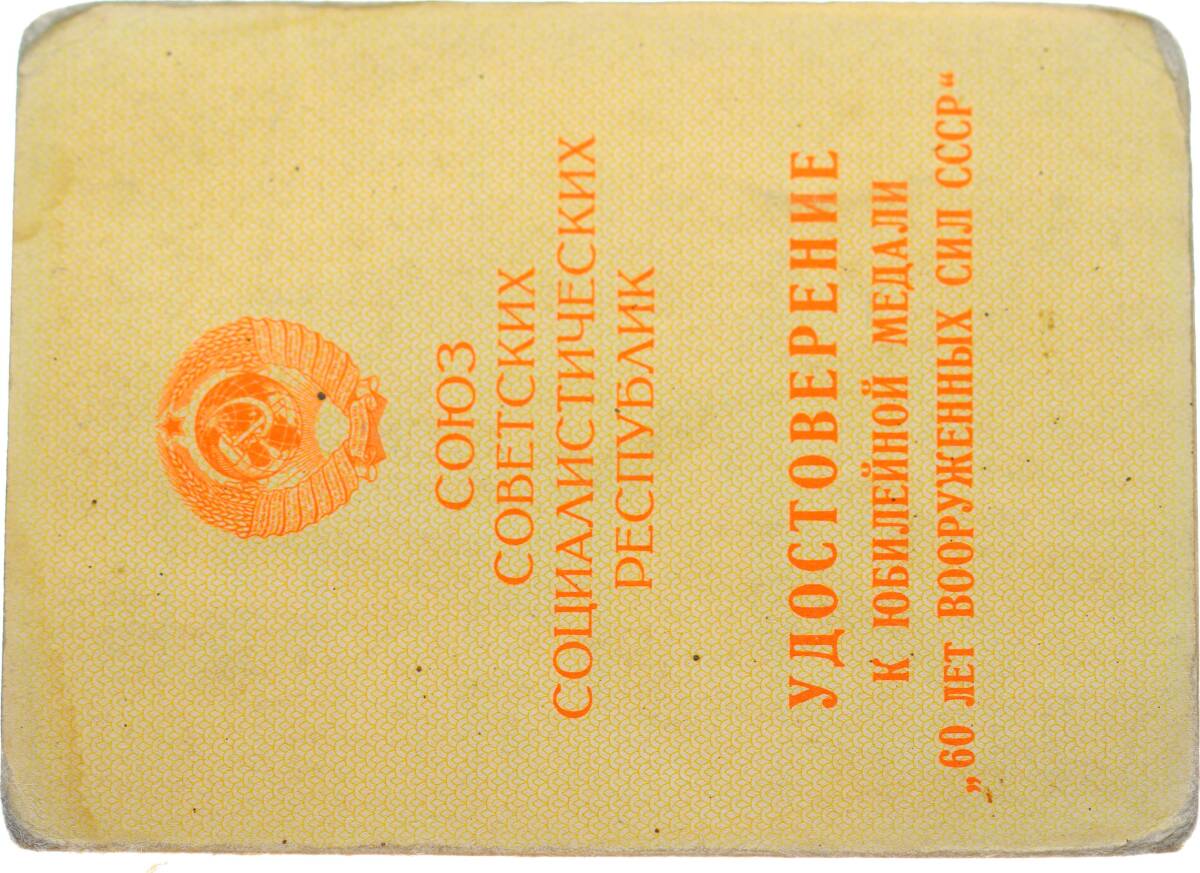 СОЮЗ
СОВЕТСКИХ
СОЦИАЛИСТИЧЕСКИХ
РЕСПУБЛИК
УДОСТОВЕРЕНИЕ
К ЮБИЛЕЙНОЙ МЕДАЛИ
„60 ЛЕТ ВООРУЖЕННЫХ СИЛ СССР“